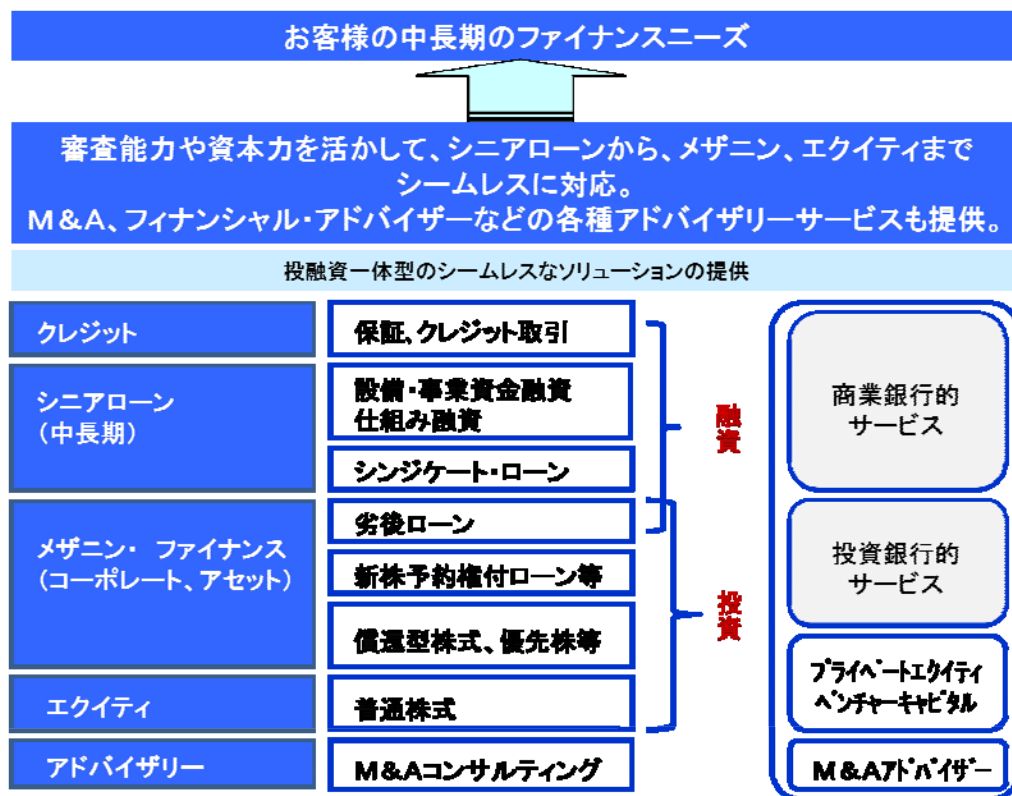 お客様の中長期のファイナンスニーズ
審査能力や資本力を活かして、シニアローンから、メザニン、エクイティまで
シームレスに対応。
M&A、フィナンシャル・アドバイザーなどの各種アドバイザリーサービスも提供。
投融資一体型のシームレスなソリューションの提供
クレジット
保証、クレジット取引
シニアローン
（中長期）
設備・事業資金融資
仕組み融資
シンジケート・ローン
メザニン・ ファイナンス
（コーポレート、アセット）
劣後ローン
新株予約権付ローン等
償還型株式、優先株等
エクイティ
普通株式
アドバイザリー
M&Aコンサルティング
融資
投資
商業銀行的
サービス
投資銀行的
サービス
プライベートエクイティ
ベンチャーキャピタル
M&Aアドバイザー